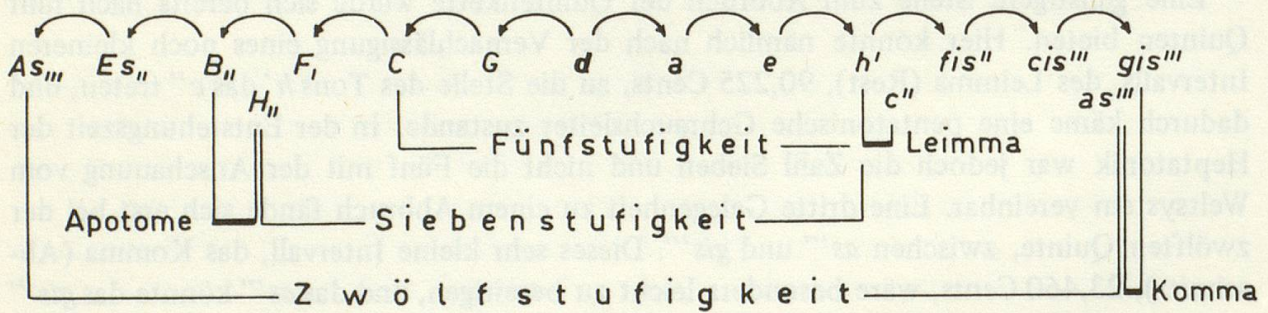 As,,, Es,, B,, F, C G d a e h' fis'' cis''' gis'''
H,, c'' as'''
Fünfstufigkeit Leimma
Apotome Siebenstufigkeit
Zwölfstufigkeit Komma